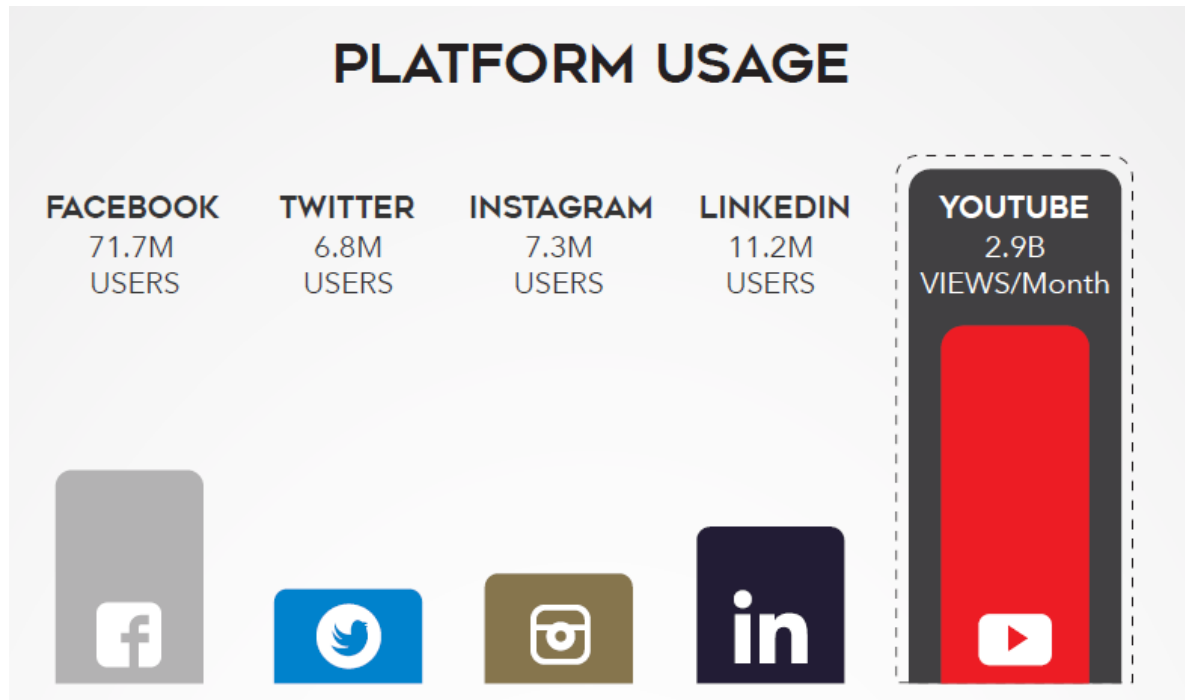 PLATFORM USAGE
FACEBOOK
71.7M
USERS
TWITTER
6.8M
USERS
INSTAGRAM
7.3M
USERS
LINKEDIN
11.2M
USERS
YOUTUBE
2.9B
VIEWS/Month
in